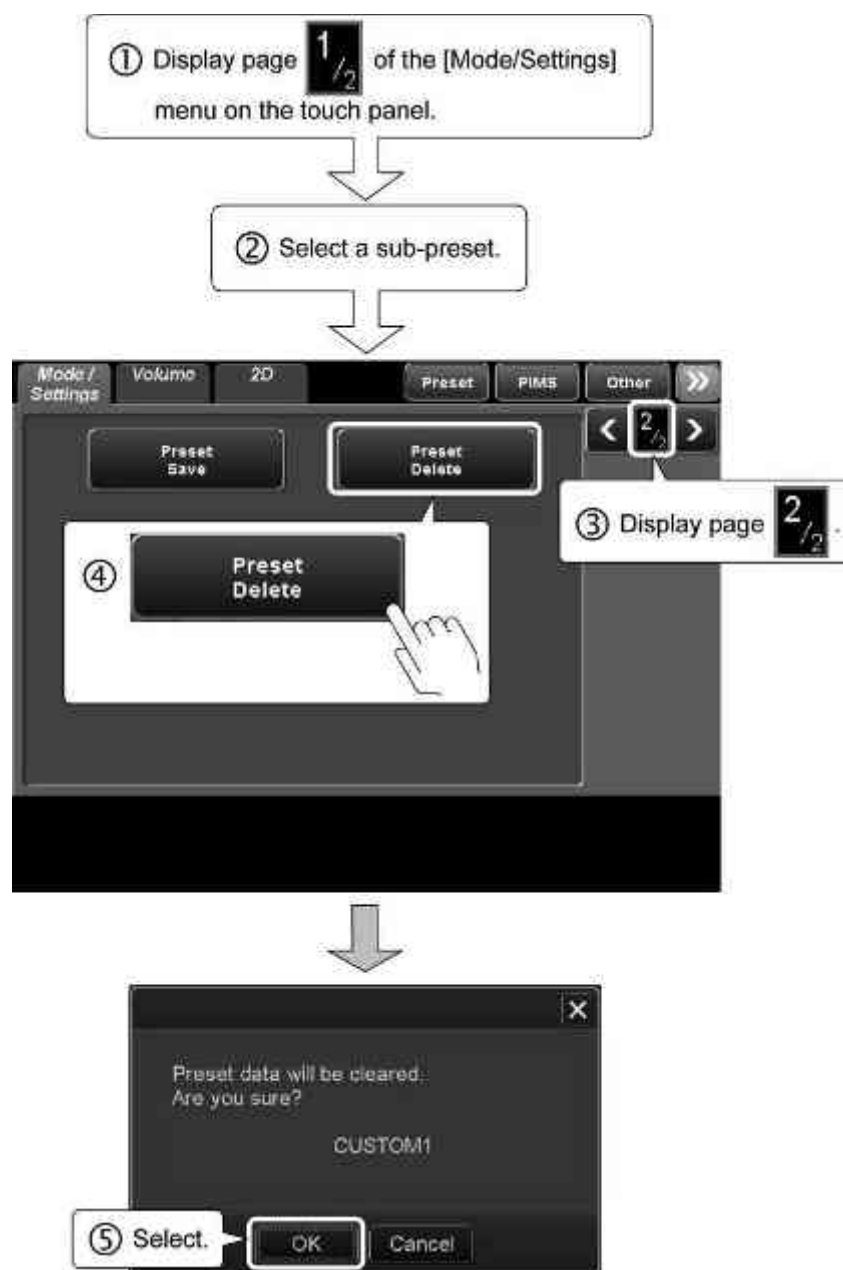 ① Display page 1/2 of the [Mode/Settings]
menu on the touch panel.
② Select a sub-preset.
Mode / Settings Volume 2D Preset PIMS Other »
< 2/2 >
Preset
Save
Preset
Delete
③ Display page 2/2.
④ Preset
Delete
Preset data will be cleared.
Are you sure?
CUSTOM1
⑤ Select.
OK Cancel